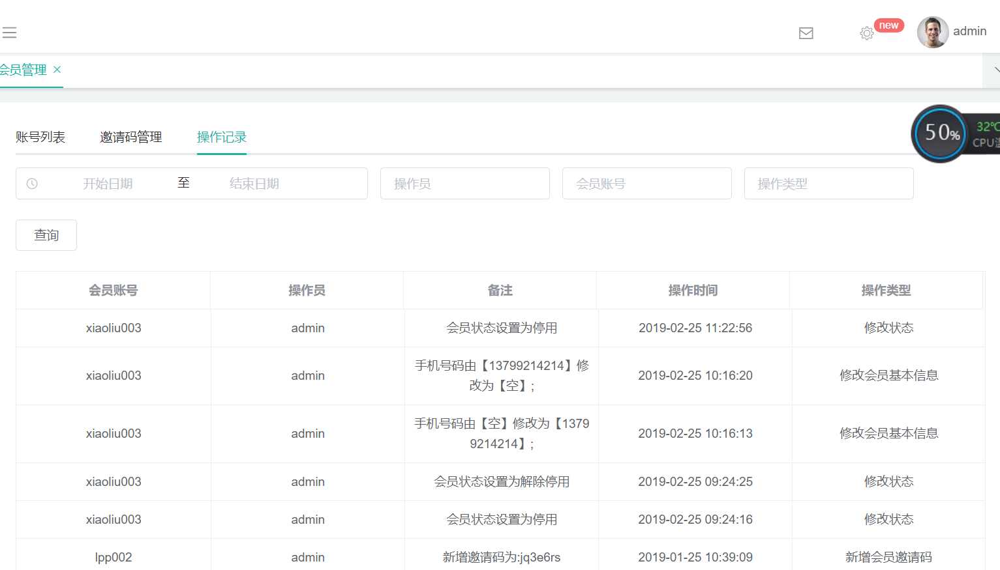 new
admin
会员管理
50%
32℃
CPU温
账号列表 邀请码管理 操作记录
开始日期 至 结束日期 操作员 会员账号 操作类型
查询
会员账号 操作员 备注 操作时间 操作类型
xiaoliu003 admin 会员状态设置为停用 2019-02-25 11:22:56 修改状态
xiaoliu003 admin 手机号码由【13799214214】修 2019-02-25 10:16:20 修改会员基本信息
改为【空】;
xiaoliu003 admin 手机号码由【空】修改为【1379 2019-02-25 10:16:13 修改会员基本信息
9214214】;
xiaoliu003 admin 会员状态设置为解除停用 2019-02-25 09:24:25 修改状态
xiaoliu003 admin 会员状态设置为停用 2019-02-25 09:24:16 修改状态
lpp002 admin 新增邀请码为:jq3e6rs 2019-01-25 10:39:09 新增会员邀请码